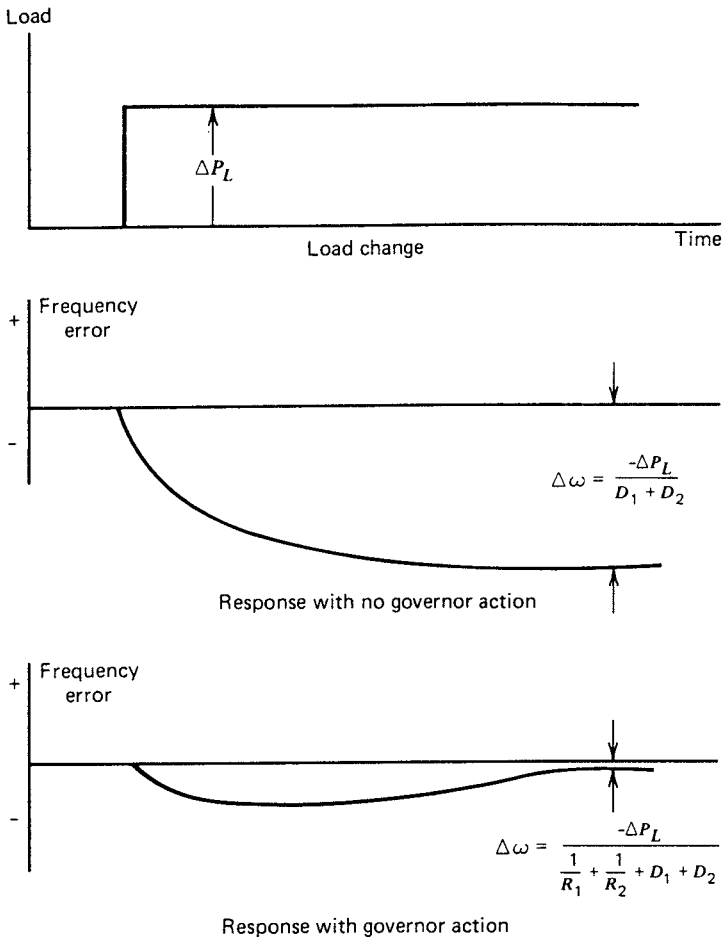 Load
ΔP_L
Time
Load change
+
Frequency
error
-
Δω = -ΔP_L / (D_1 + D_2)
Response with no governor action
+
Frequency
error
-
Δω = -ΔP_L / (1/R_1 + 1/R_2 + D_1 + D_2)
Response with governor action